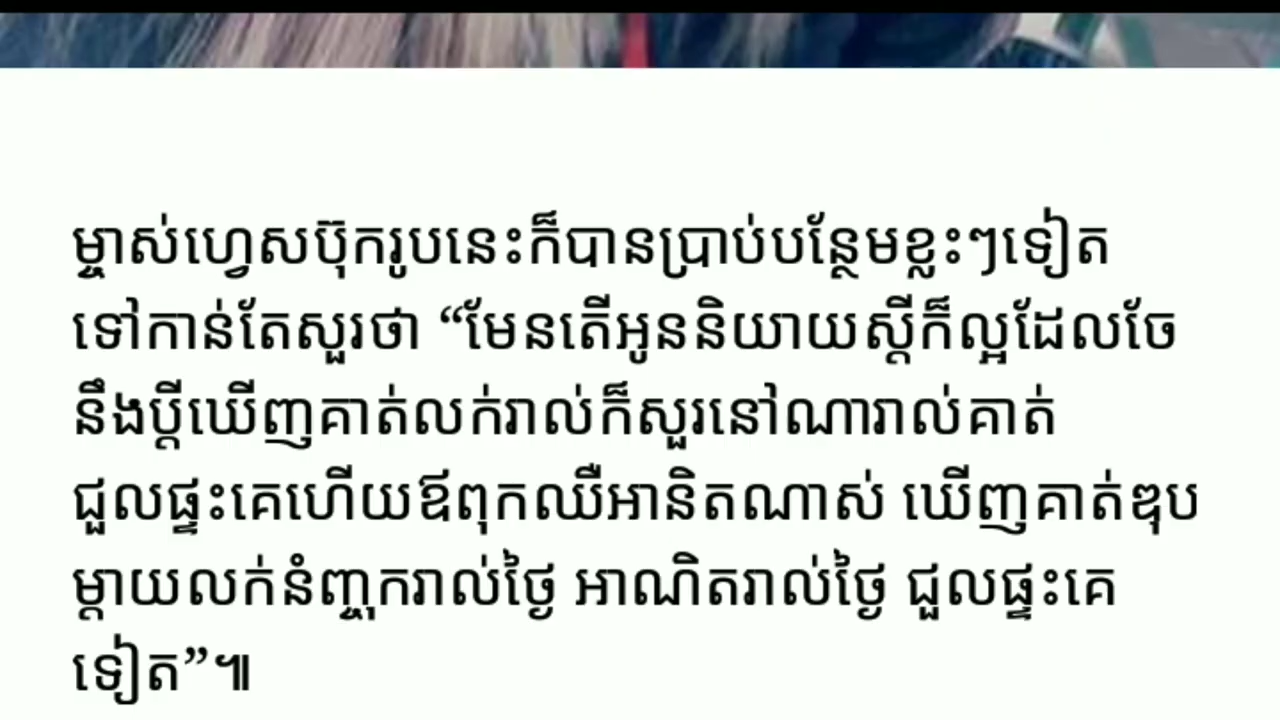 ម្ចាស់ហ្វេសប៊ុករូបនេះក៏បានប្រាប់បន្ថែមខ្លះៗទៀត
ទៅកាន់តែសួរថា “មែនតើអូននិយាយស្ដីក៏ល្អដែលចែ
នឹងប្ដីឃើញគាត់លក់រាល់ក៏សួរនៅណារាល់គាត់
ជួលផ្ទះគេហើយឪពុកឈឺអានិតណាស់ ឃើញគាត់ឌុប
ម្ដាយលក់នំញ្ចុករាល់ថ្ងៃ អាណិតរាល់ថ្ងៃ ជួលផ្ទះគេ
ទៀត”៕